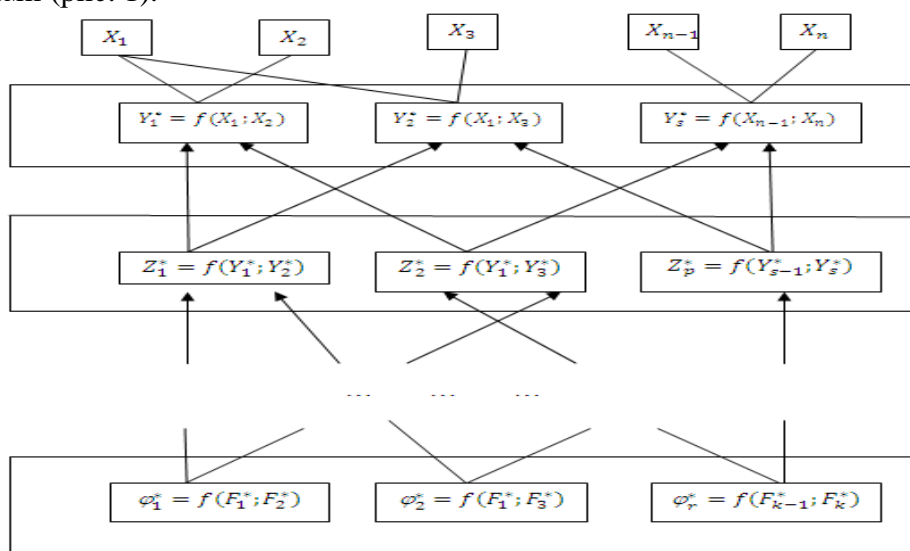 (рис. 1).
X₁ X₂ X₃ Xₙ₋₁ Xₙ
Y₁* = f(X₁; X₂) Y₂* = f(X₁; X₃) Yₛ* = f(Xₙ₋₁; Xₙ)
Z₁* = f(Y₁*; Y₂*) Z₂* = f(Y₁*; Y₃*) Zₚ* = f(Yₛ₋₁*; Yₛ*)
... ... ...
φ₁* = f(F₁*; F₂*) φ₂* = f(F₁*; F₃*) φᵣ* = f(Fₖ₋₁*; Fₖ*)